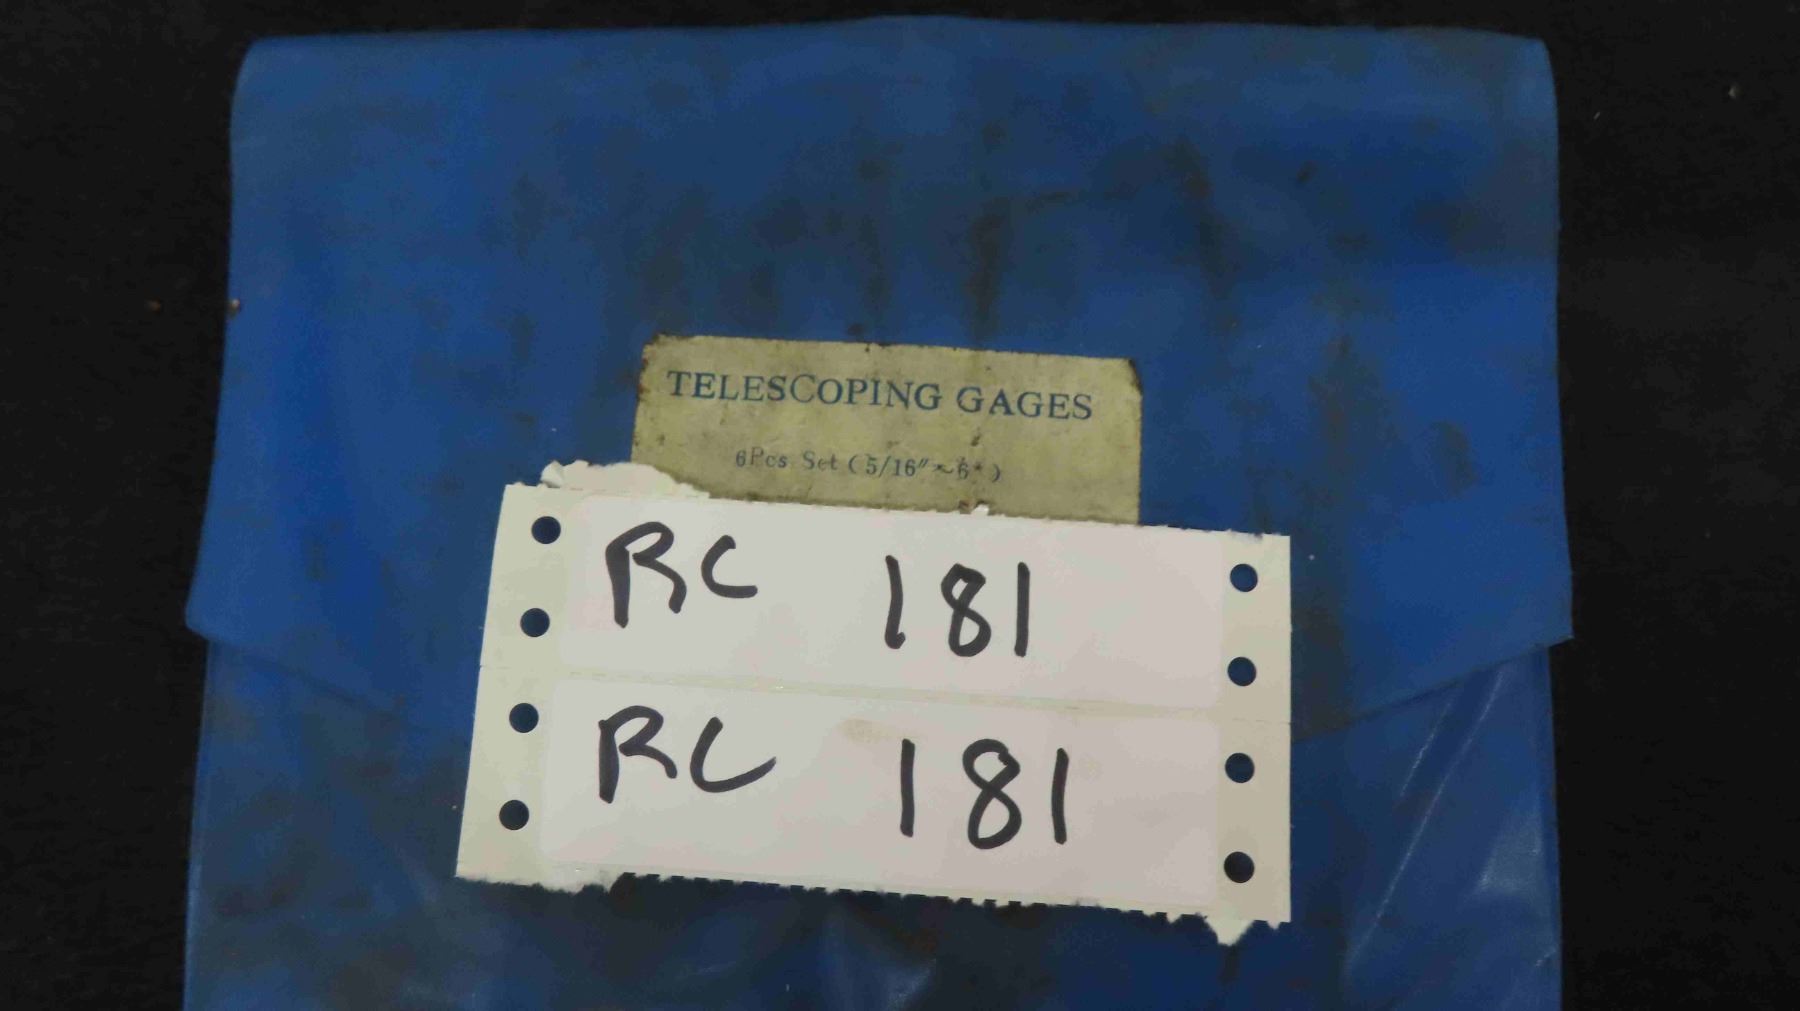 TELESCOPING GAGES
6Pcs Set (5/16"~6")
RC 181
RC 181